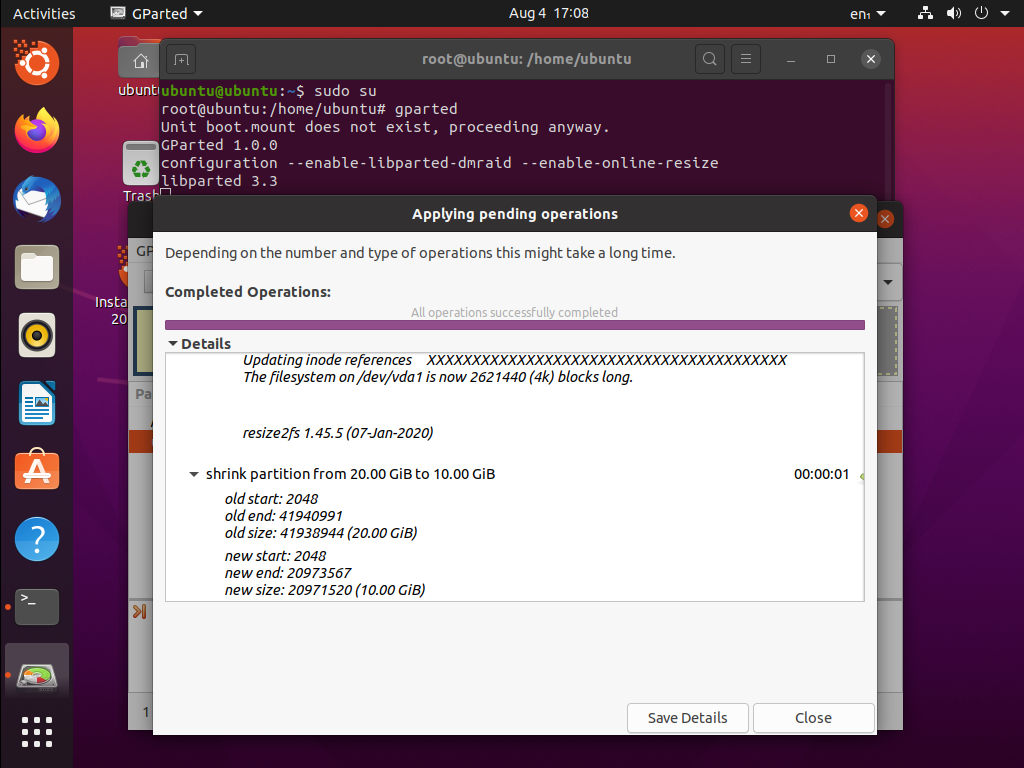 Activities
GParted
Aug 4 17:08
en₁
root@ubuntu: /home/ubuntu
ubuntu
ubuntu@ubuntu:~$ sudo su
root@ubuntu:/home/ubuntu# gparted
Unit boot.mount does not exist, proceeding anyway.
GParted 1.0.0
configuration --enable-libparted-dmraid --enable-online-resize
libparted 3.3
Trash
Applying pending operations
GP
Depending on the number and type of operations this might take a long time.
Completed Operations:
Insta
20
All operations successfully completed
Details
Updating inode references XXXXXXXXXXXXXXXXXXXXXXXXXXXXXXXXXXXXXXXX
The filesystem on /dev/vda1 is now 2621440 (4k) blocks long.
Pa
resize2fs 1.45.5 (07-Jan-2020)
shrink partition from 20.00 GiB to 10.00 GiB 00:00:01
old start: 2048
old end: 41940991
old size: 41938944 (20.00 GiB)
new start: 2048
new end: 20973567
new size: 20971520 (10.00 GiB)
1
Save Details
Close